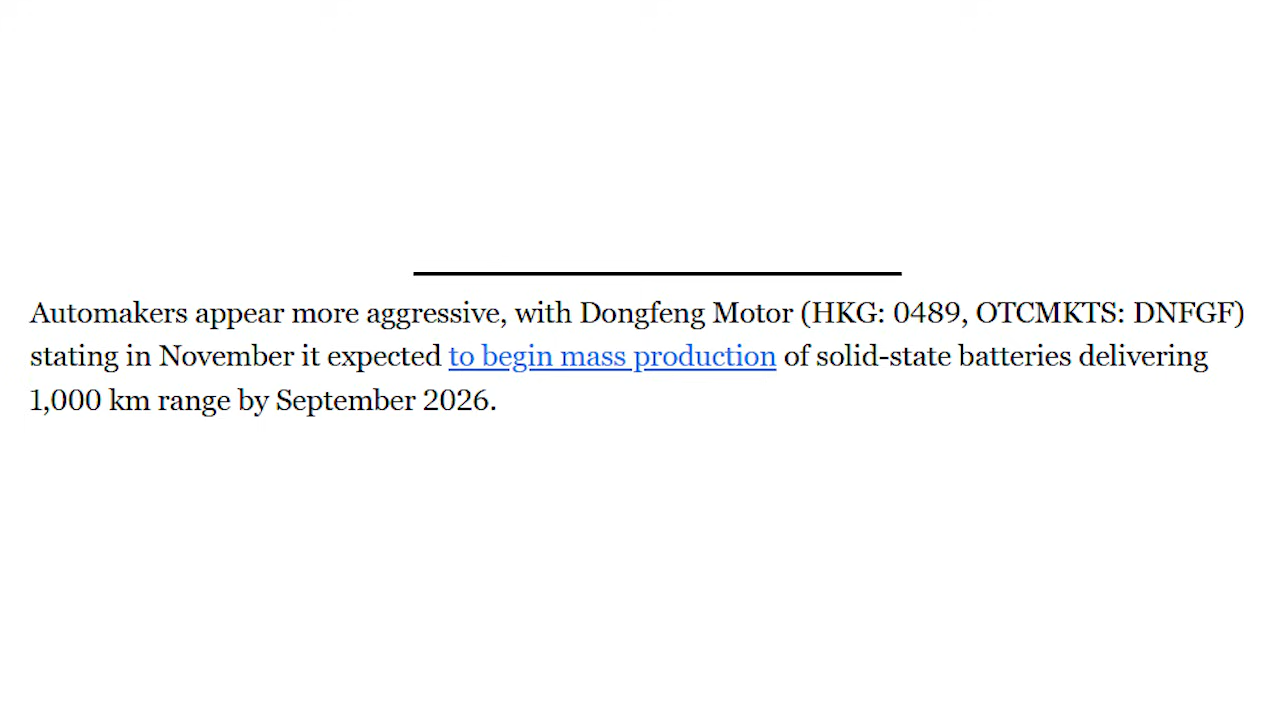 Automakers appear more aggressive, with Dongfeng Motor (HKG: 0489, OTCMKTS: DNFGF)
stating in November it expected to begin mass production of solid-state batteries delivering
1,000 km range by September 2026.